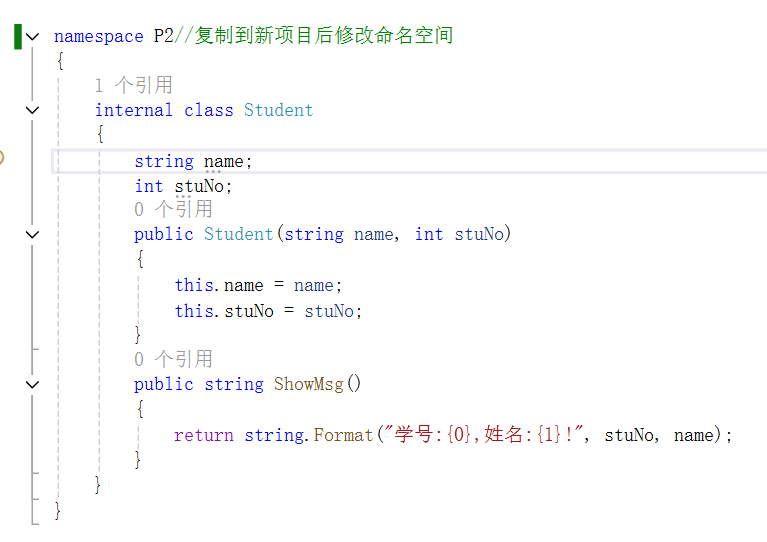 namespace P2//复制到新项目后修改命名空间
{
1 个引用
internal class Student
{
string name;
int stuNo;
0 个引用
public Student(string name, int stuNo)
{
this.name = name;
this.stuNo = stuNo;
}
0 个引用
public string ShowMsg()
{
return string.Format("学号:{0},姓名:{1}!", stuNo, name);
}
}
}